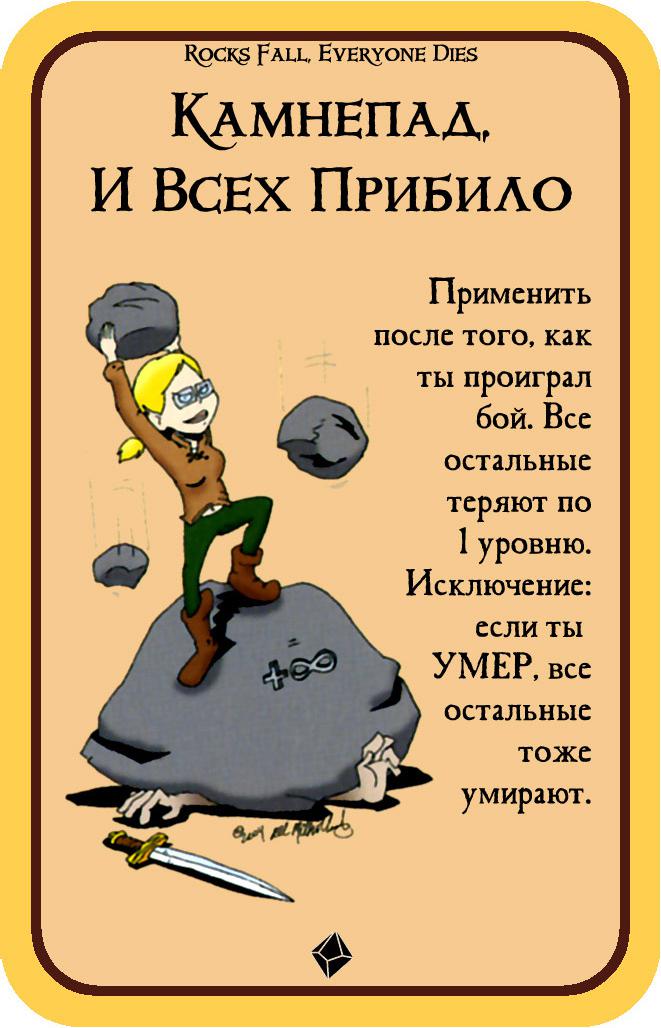 Rocks Fall, Everyone Dies
Камнепад,
И Всех Прибило
Применить
после того, как
ты проиграл
бой. Все
остальные
теряют по
1 уровню.
Исключение:
если ты
УМЕР, все
остальные
тоже
умирают.
+8